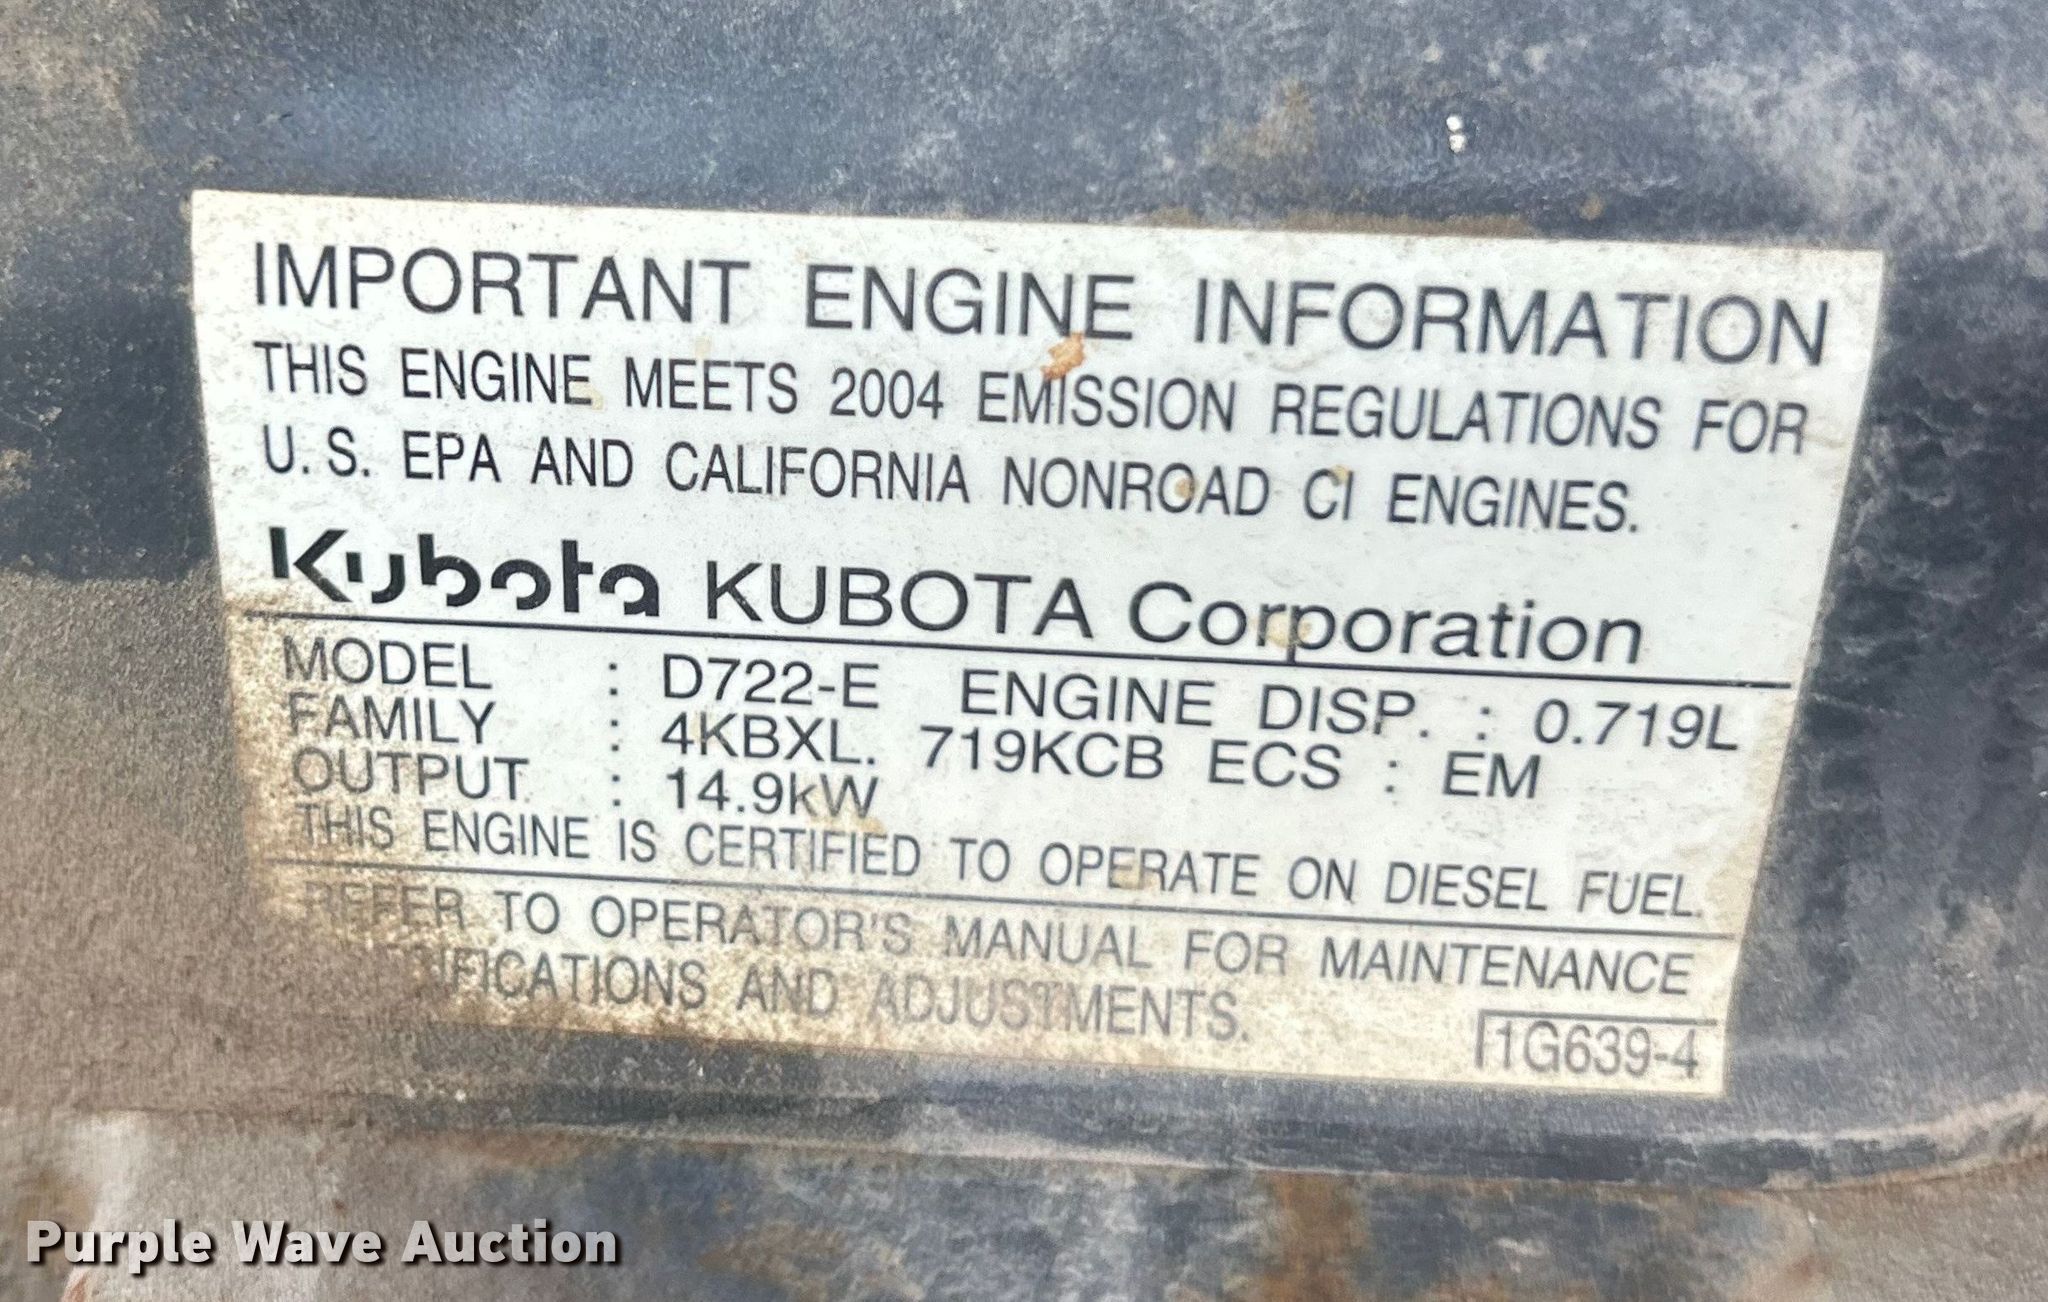 IMPORTANT ENGINE INFORMATION
THIS ENGINE MEETS 2004 EMISSION REGULATIONS FOR
U.S. EPA AND CALIFORNIA NONROAD CI ENGINES.
Kubota KUBOTA Corporation
MODEL : D722-E ENGINE DISP. : 0.719L
FAMILY : 4KBXL. 719KCB ECS : EM
OUTPUT : 14.9kW
THIS ENGINE IS CERTIFIED TO OPERATE ON DIESEL FUEL.
REFER TO OPERATOR'S MANUAL FOR MAINTENANCE
AND ADJUSTMENTS.
1G639-4
Purple Wave Auction